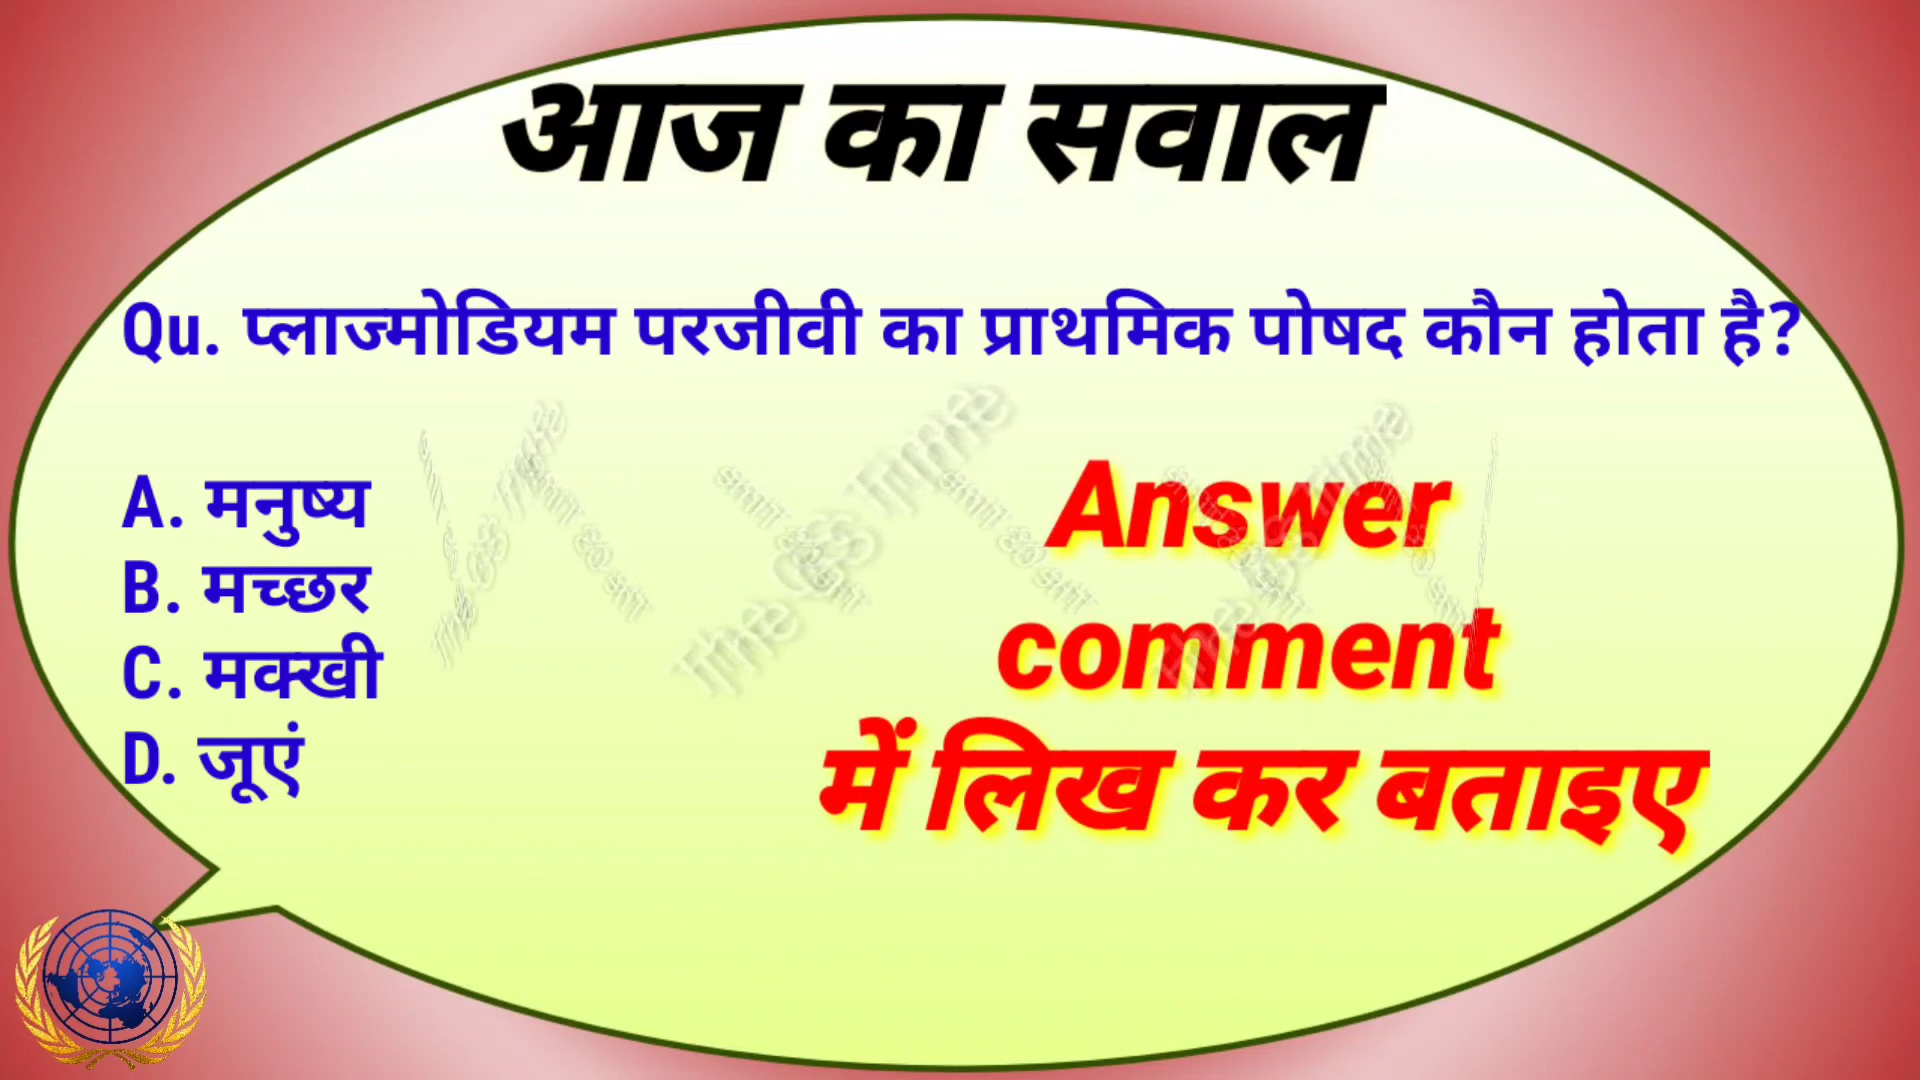 आज का सवाल
Qu. प्लाज्मोडियम परजीवी का प्राथमिक पोषद कौन होता है?
A. मनुष्य
B. मच्छर
C. मक्खी
D. जूएं
Answer
comment
में लिख कर बताइए